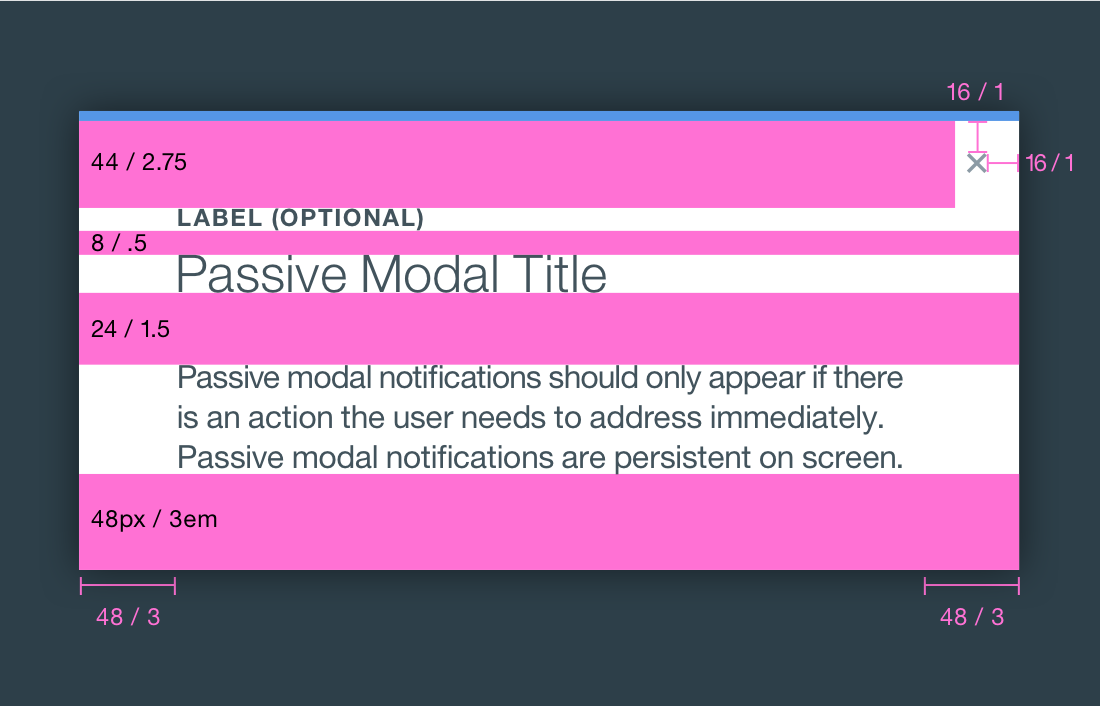 16 / 1
44 / 2.75
16 / 1
LABEL (OPTIONAL)
8 / .5
Passive Modal Title
24 / 1.5
Passive modal notifications should only appear if there
is an action the user needs to address immediately.
Passive modal notifications are persistent on screen.
48px / 3em
48 / 3
48 / 3